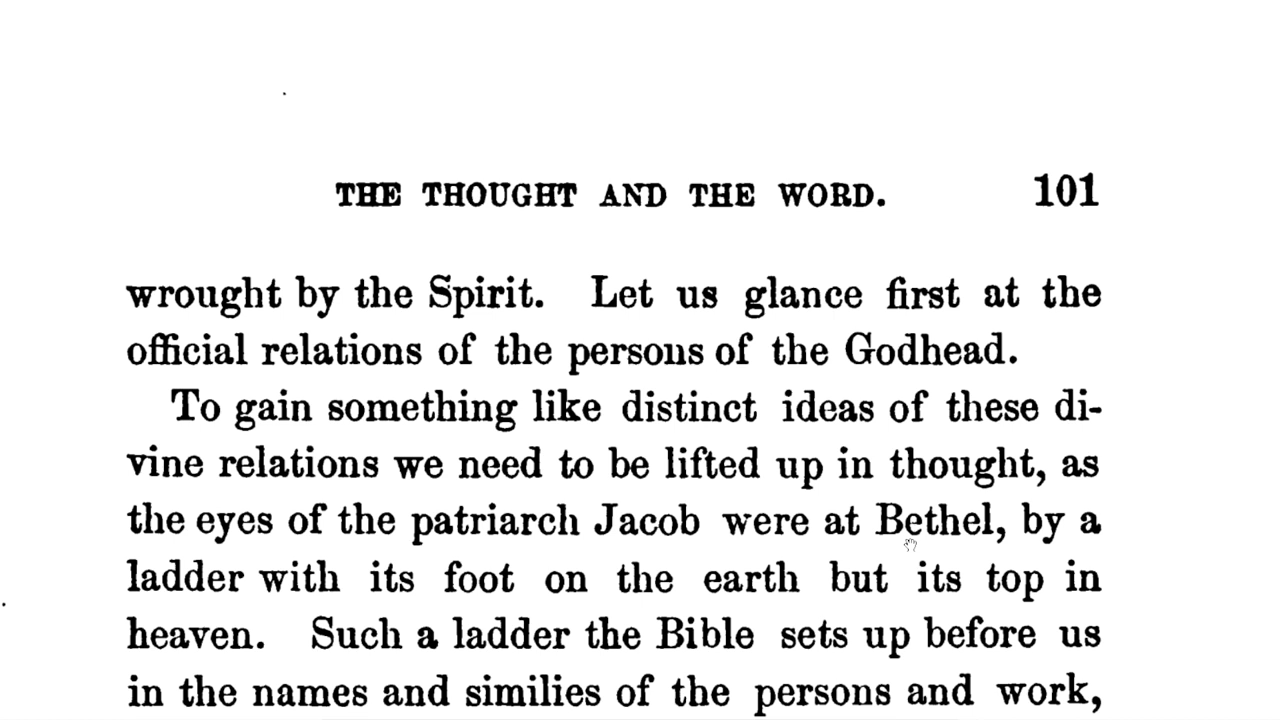 THE THOUGHT AND THE WORD. 101
wrought by the Spirit. Let us glance first at the
official relations of the persons of the Godhead.
To gain something like distinct ideas of these di-
vine relations we need to be lifted up in thought, as
the eyes of the patriarch Jacob were at Bethel, by a
ladder with its foot on the earth but its top in
heaven. Such a ladder the Bible sets up before us
in the names and similies of the persons and work,